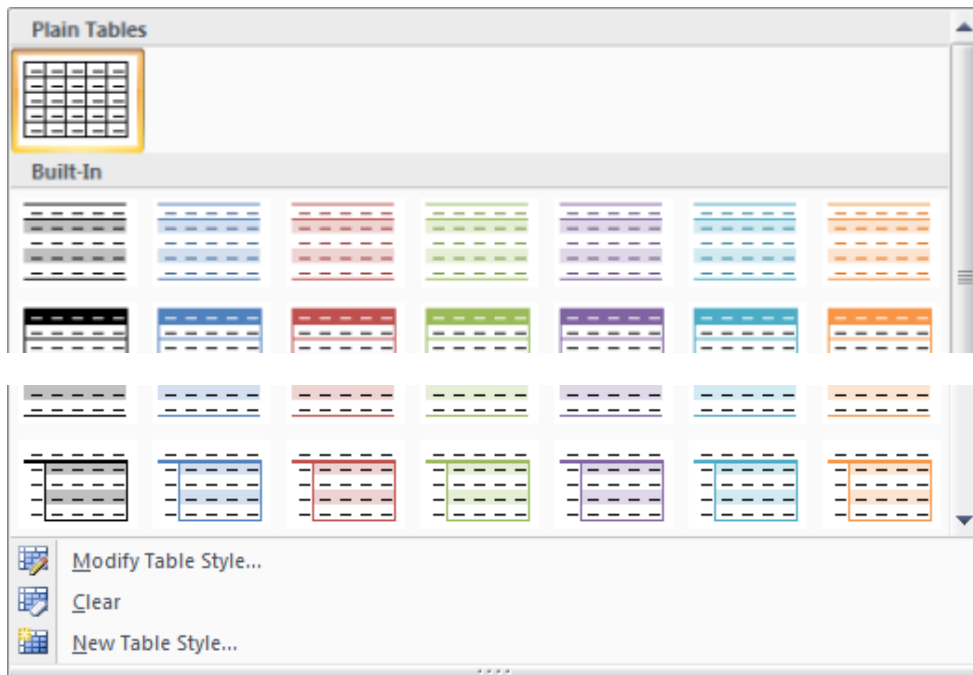 Plain Tables
Built-In
Modify Table Style...
Clear
New Table Style...